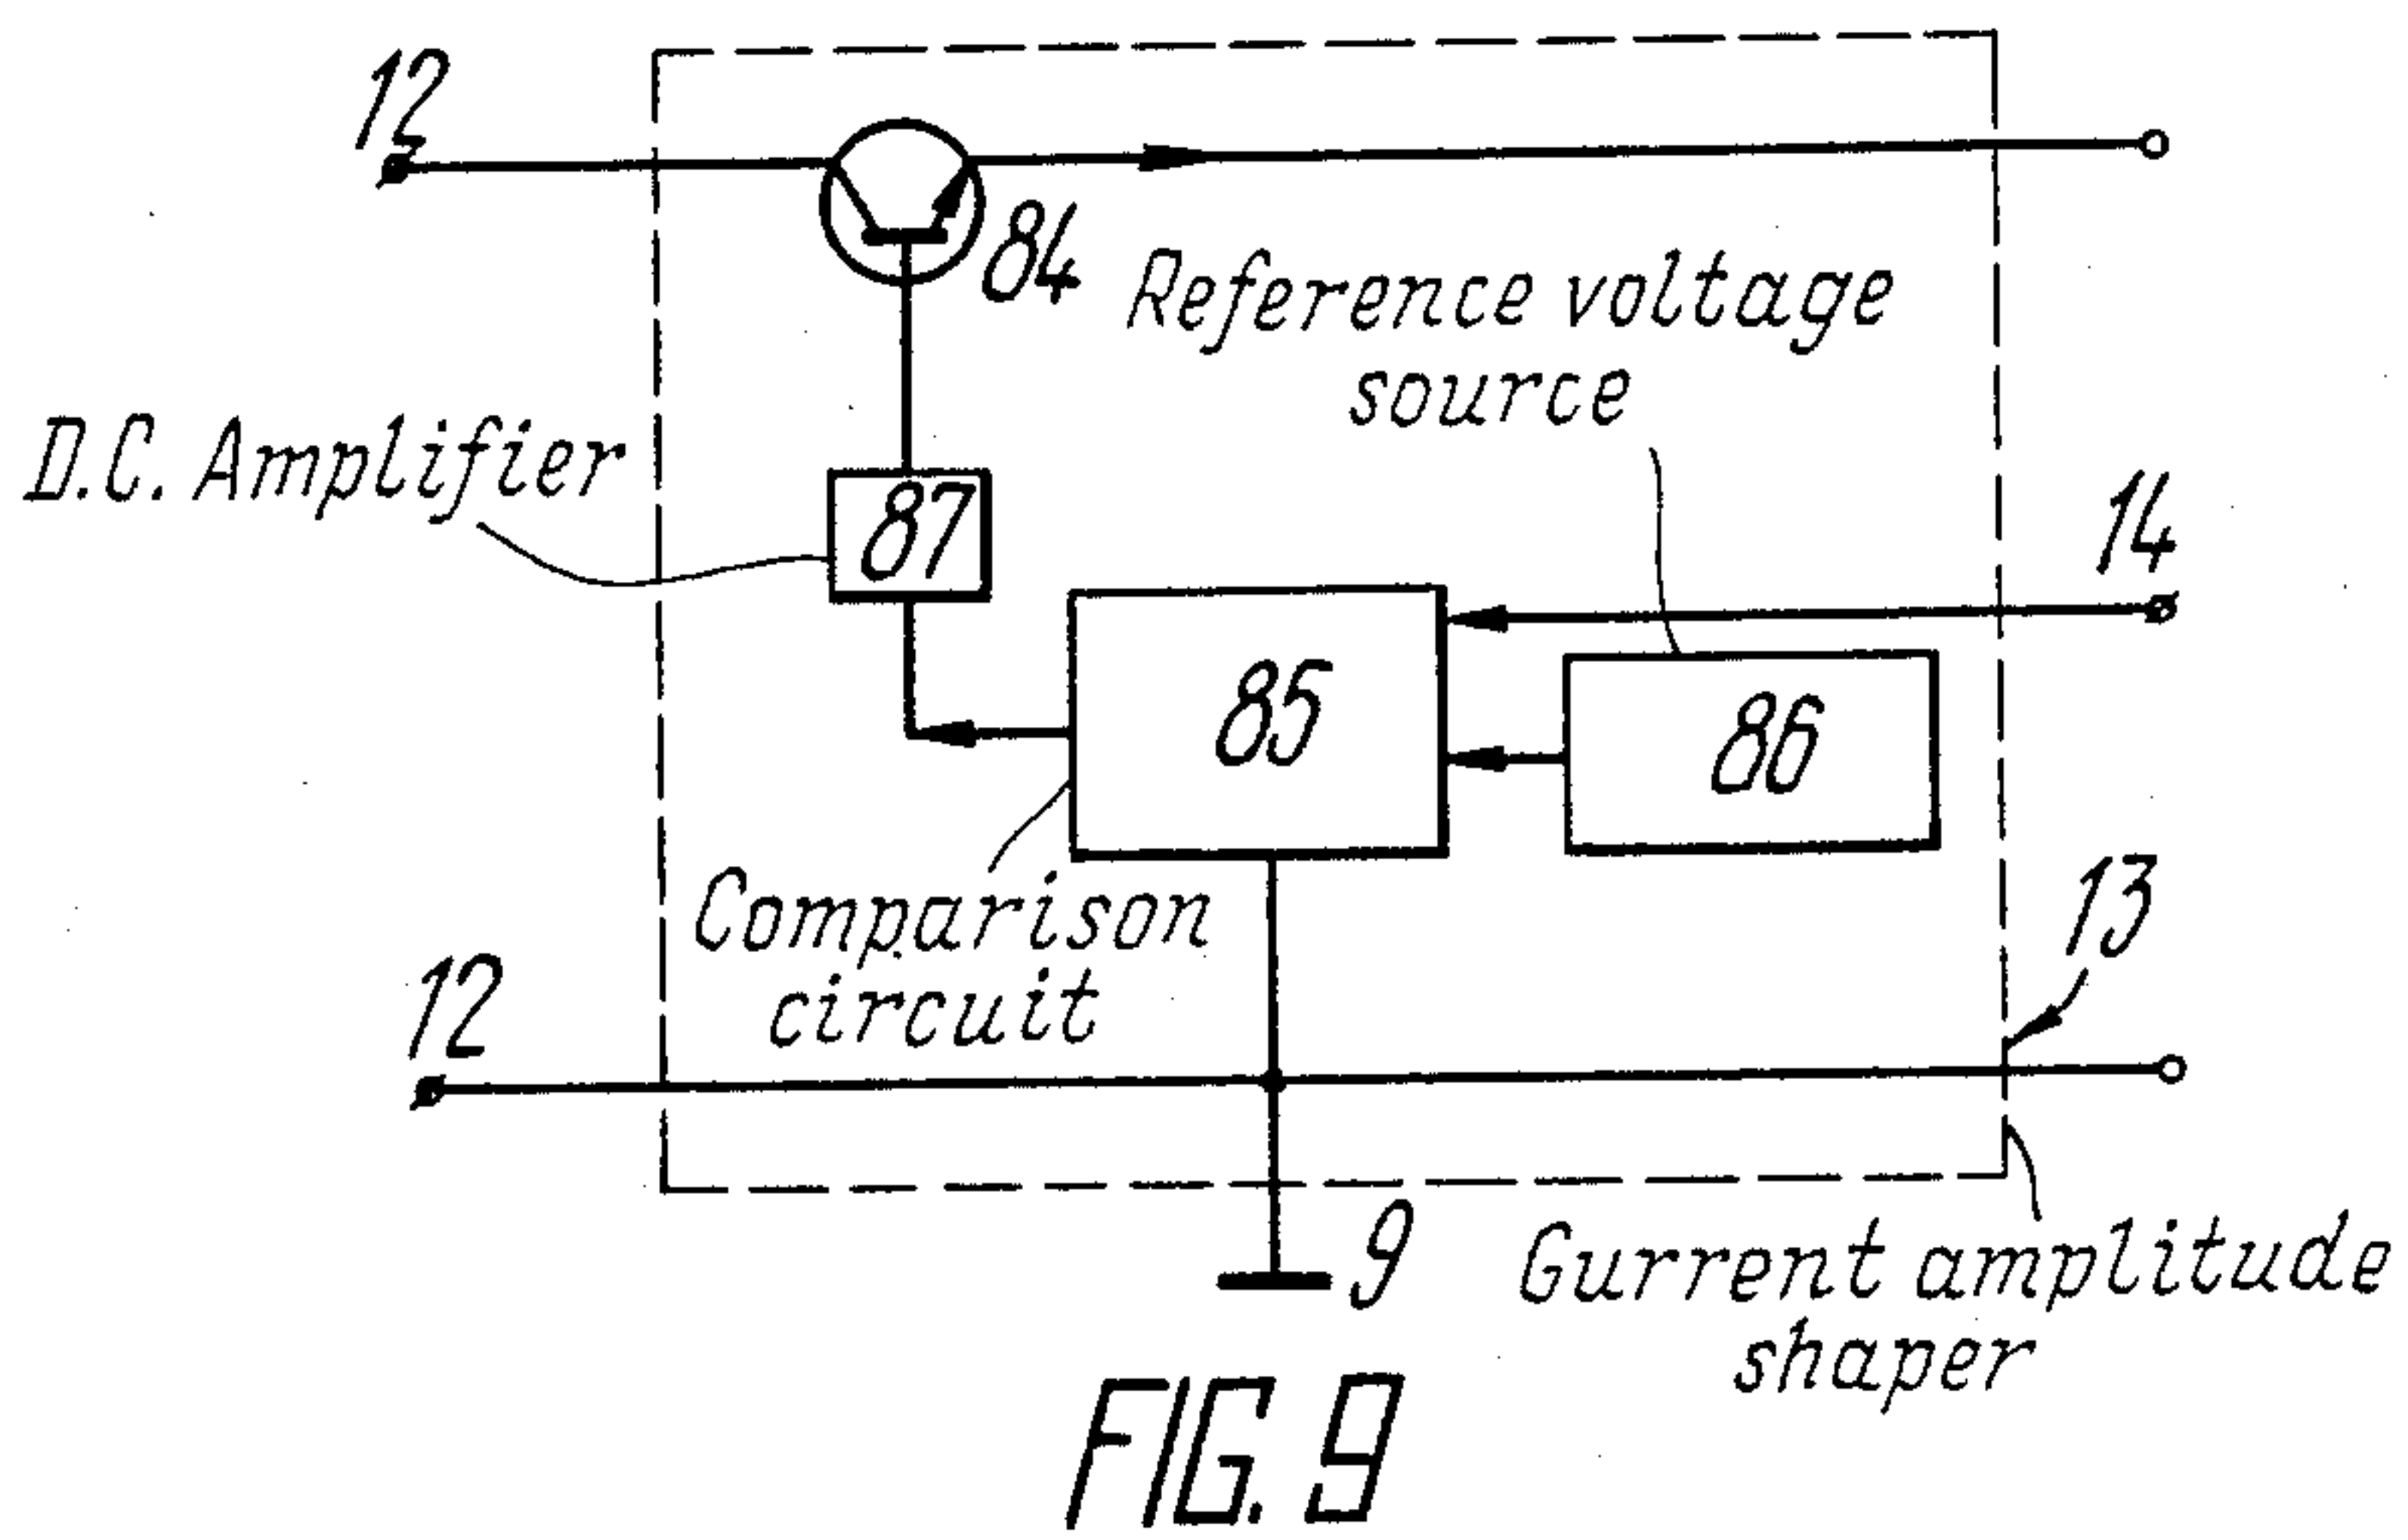 12
84
Reference voltage
source
D.C. Amplifier
87
14
85
86
Comparison
circuit
13
12
9
Gurrent amplitude
shaper
FIG. 9